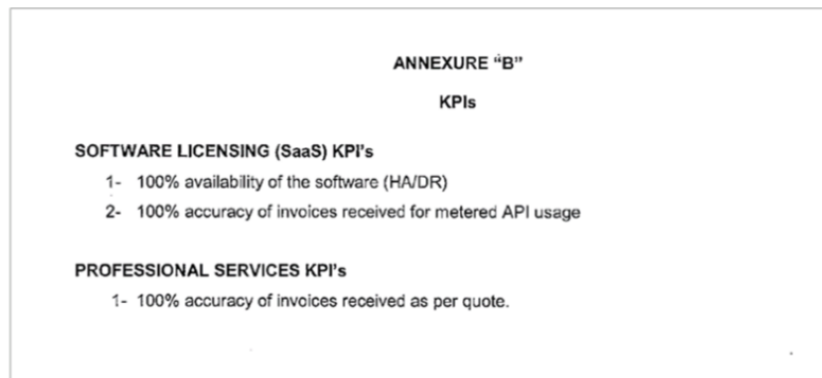 ANNEXURE “B”
KPIs
SOFTWARE LICENSING (SaaS) KPI's
1- 100% availability of the software (HA/DR)
2- 100% accuracy of invoices received for metered API usage
PROFESSIONAL SERVICES KPI's
1- 100% accuracy of invoices received as per quote.